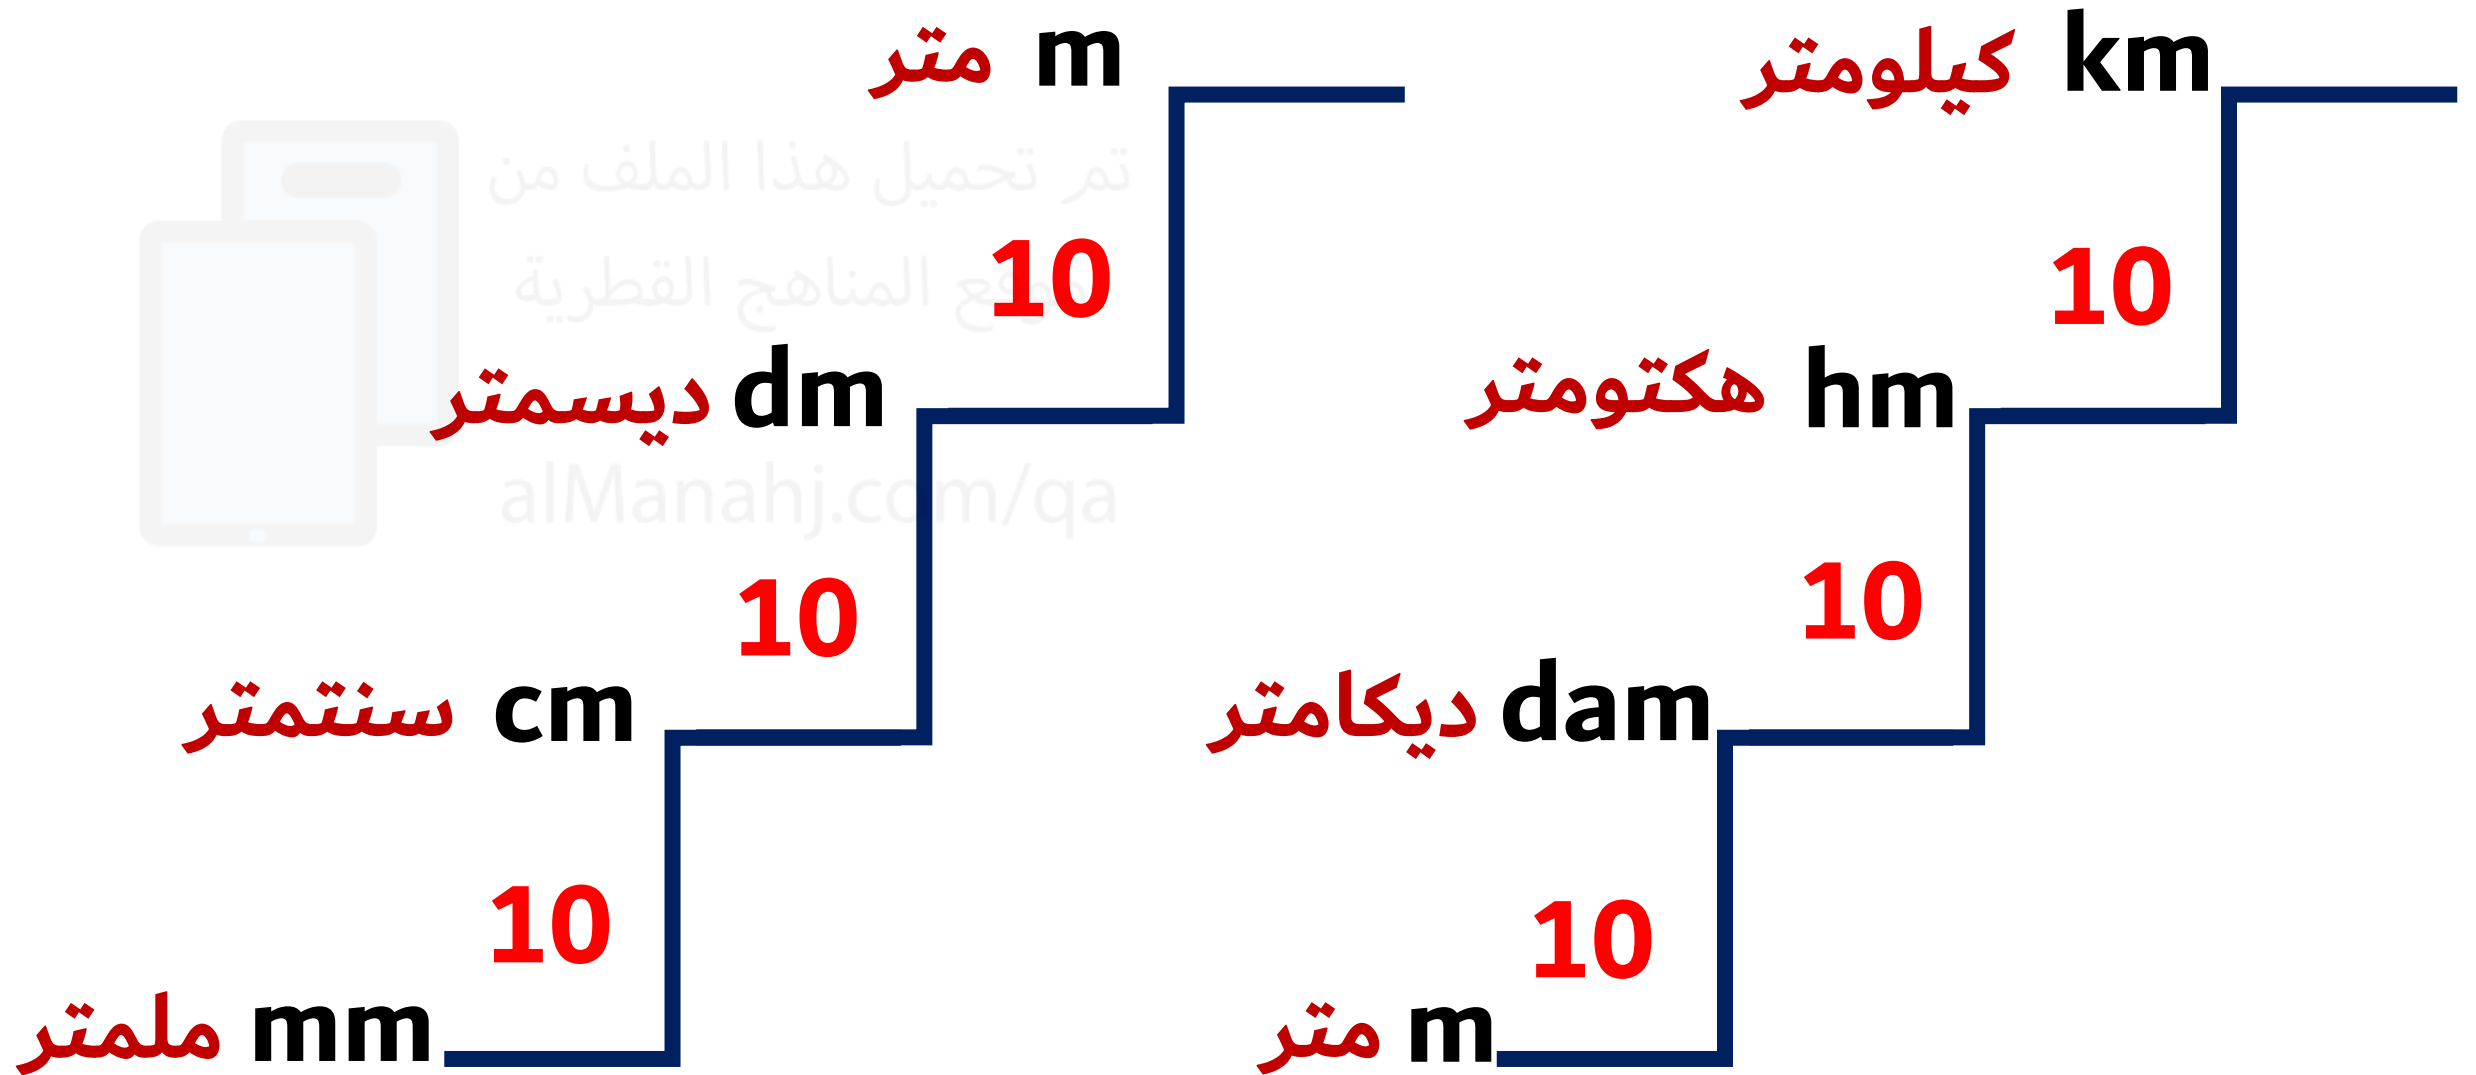 كيلومتر km
10
هكتومتر hm
10
ديكامتر dam
10
متر m
متر m
10
ديسمتر dm
10
سنتمتر cm
10
ملمتر mm
تم تحميل هذا الملف من
موقع المناهج القطرية
alManahj.com/qa